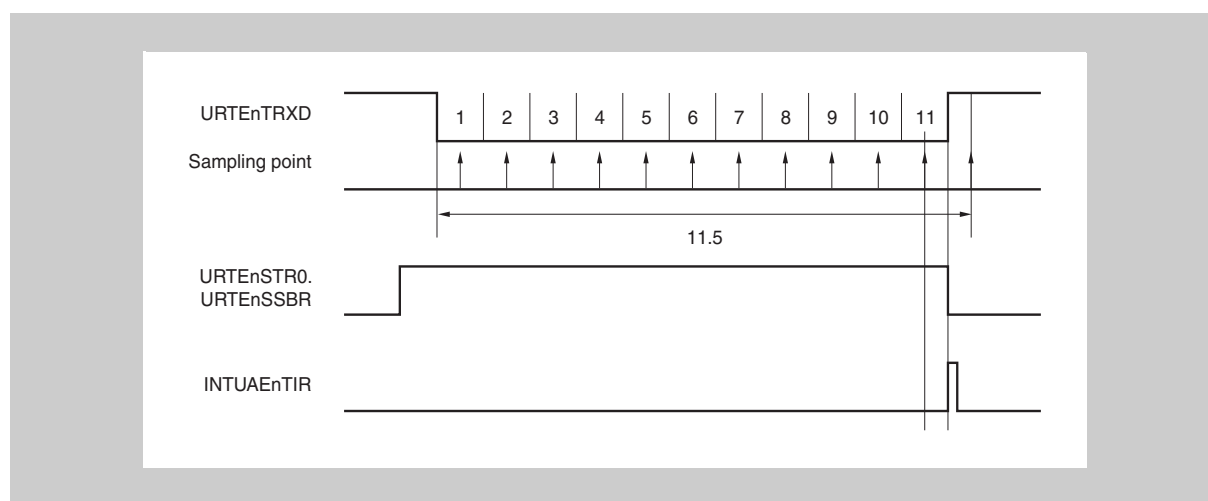 URTEnTRXD
1 2 3 4 5 6 7 8 9 10 11
Sampling point
11.5
URTEnSTR0.
URTEnSSBR
INTUAEnTIR